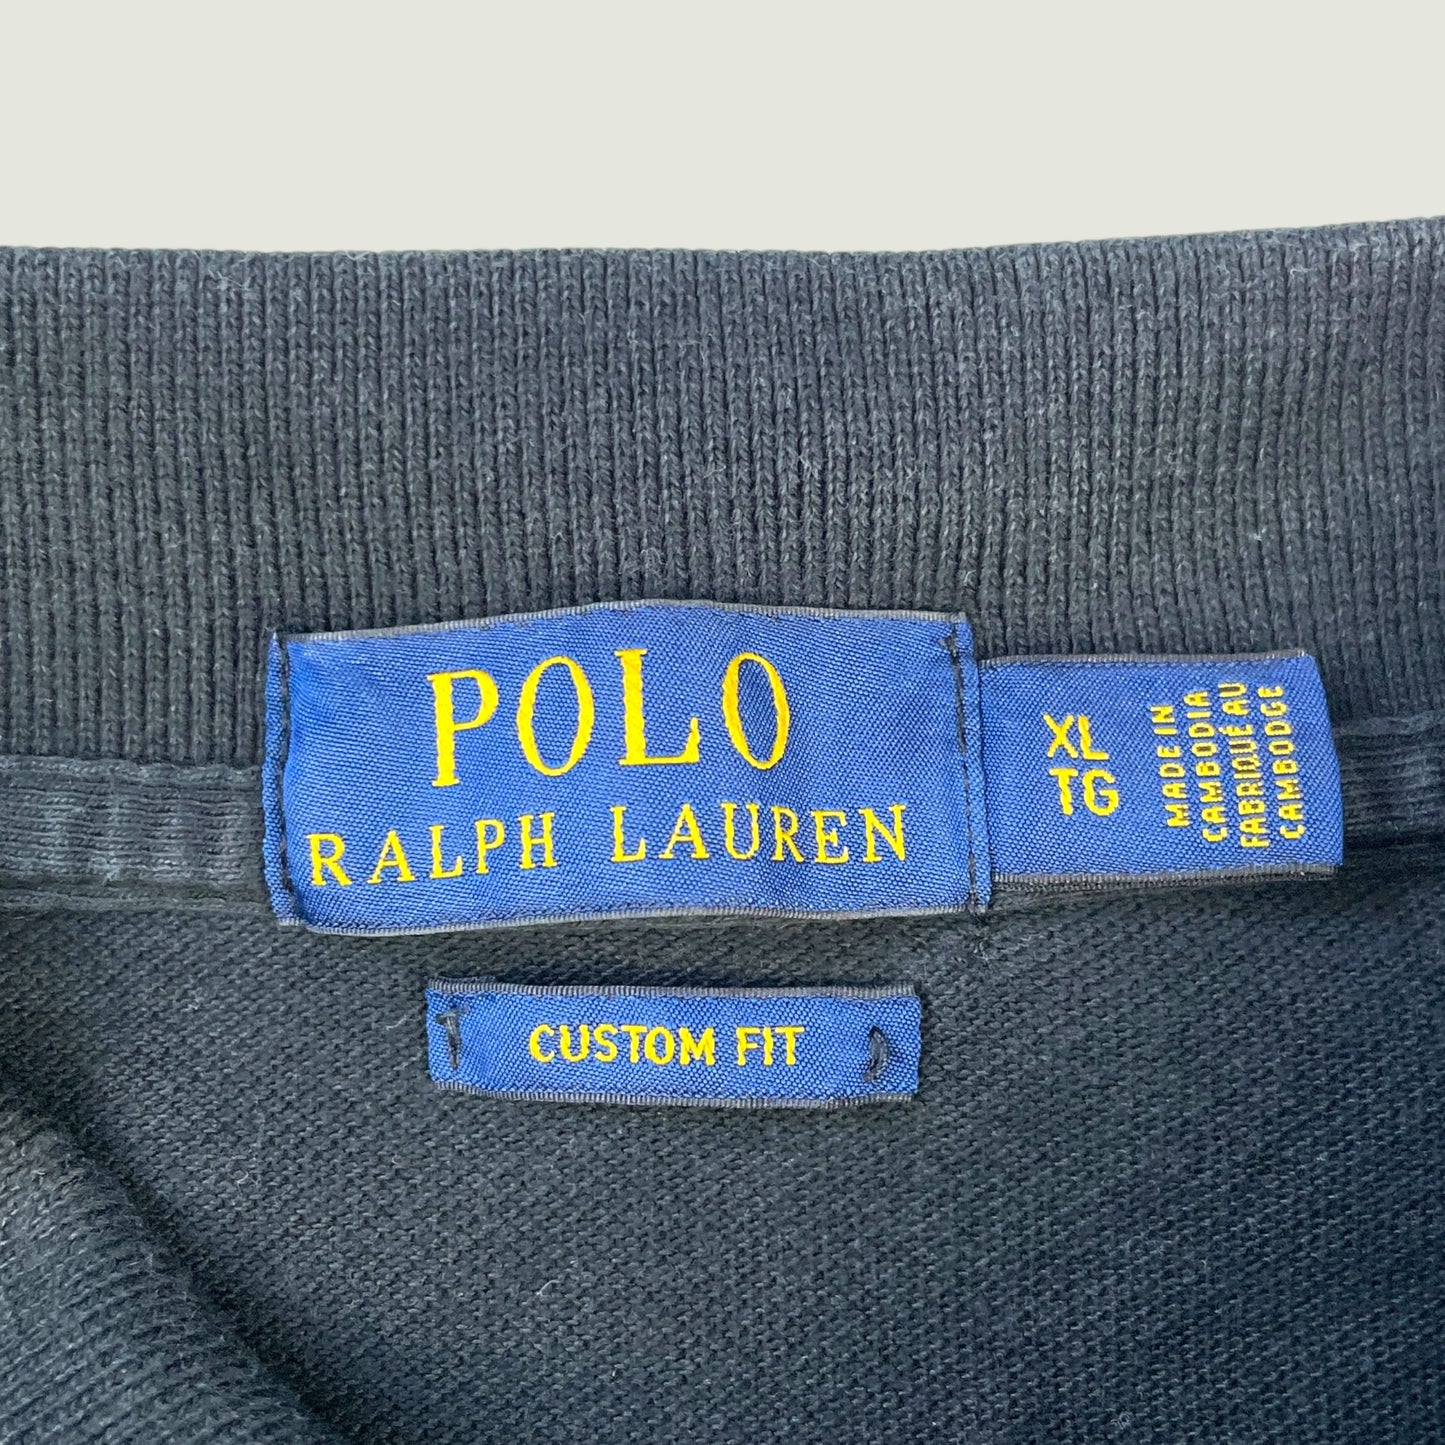 POLO
RALPH LAUREN
XL
TG
MADE IN
CAMBODIA
FABRIQUÉ AU
CAMBODGE
CUSTOM FIT